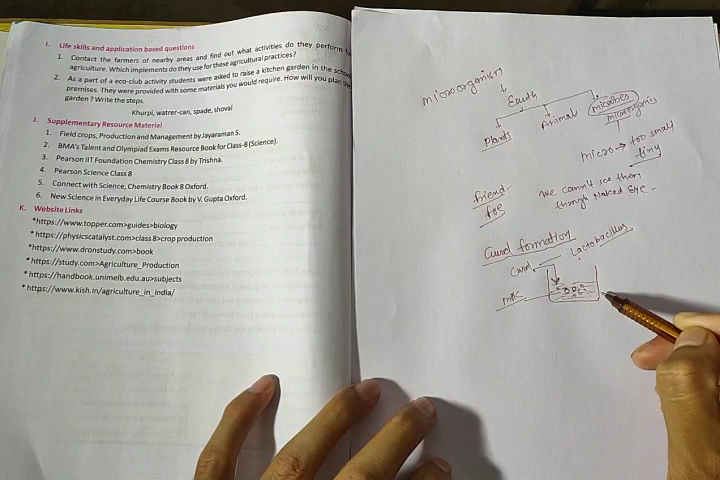 I. Life skills and application based questions
1. Contact the farmers of nearby areas and find out what activities do they perform
agriculture. Which implements do they use for these agricultural practices?
2. As a part of a eco-club activity students were asked to raise a kitchen garden in the school
premises. They were provided with some materials you would require. How will you plan
garden ? Write the steps.
Khurpi, watrer-can, spade, shoval
J. Supplementary Resource Material
1. Field crops, Production and Management by Jayaraman S.
2. BMA's Talent and Olympiad Exams Resource Book for Class-8 (Science).
3. Pearson IIT Foundation Chemistry Class 8 by Trishna.
4. Pearson Science Class 8
5. Connect with Science, Chemistry Book 8 Oxford.
6. New Science in Everyday Life Course Book by V. Gupta Oxford.
K. Website Links
*https://www.topper.com>guides>biology
*https://physicscatalyst.com>class 8>crop production
*https://www.dronstudy.com>book
*https://study.com>Agriculture_Production
*https://handbook.unimelb.edu.au>subjects
*https://www.kish.in/agriculture_in_india/
microorganism
Earth
Plants
Animal
microbes
micro → too small
tiny
friend
foe
we cann't see them
through Naked eye -
Curd formation
Lactobacillus
Curd
milk